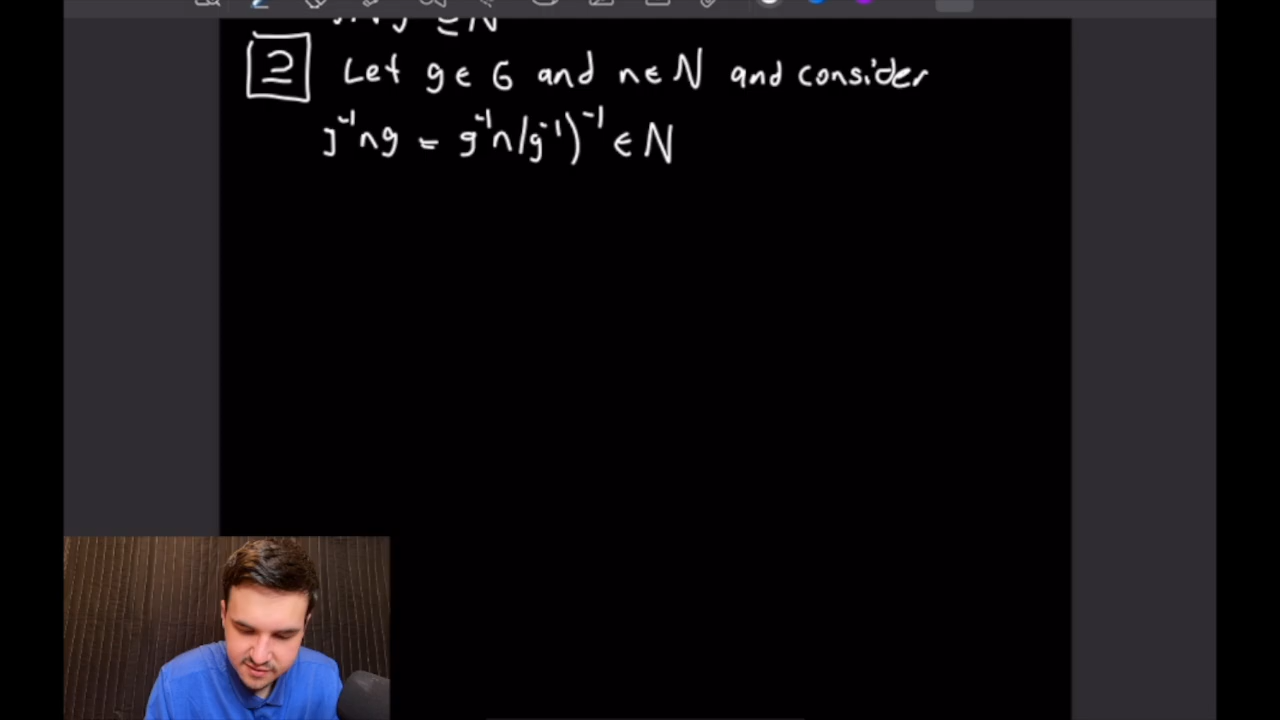 ⊆ N
2 Let g ∈ G and n ∈ N and consider
g⁻¹ng = g⁻¹n(g⁻¹)⁻¹ ∈ N